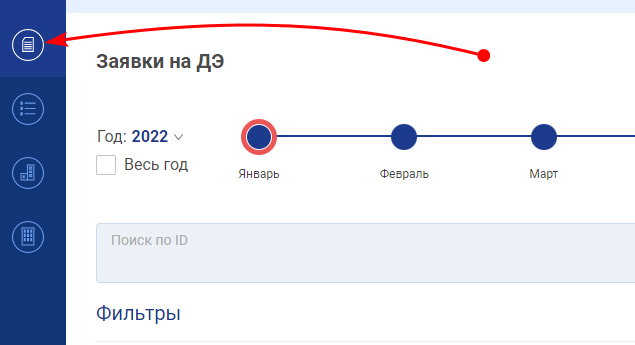 Заявки на ДЭ
Год: 2022
Весь год
Январь
Февраль
Март
Поиск по ID
Фильтры